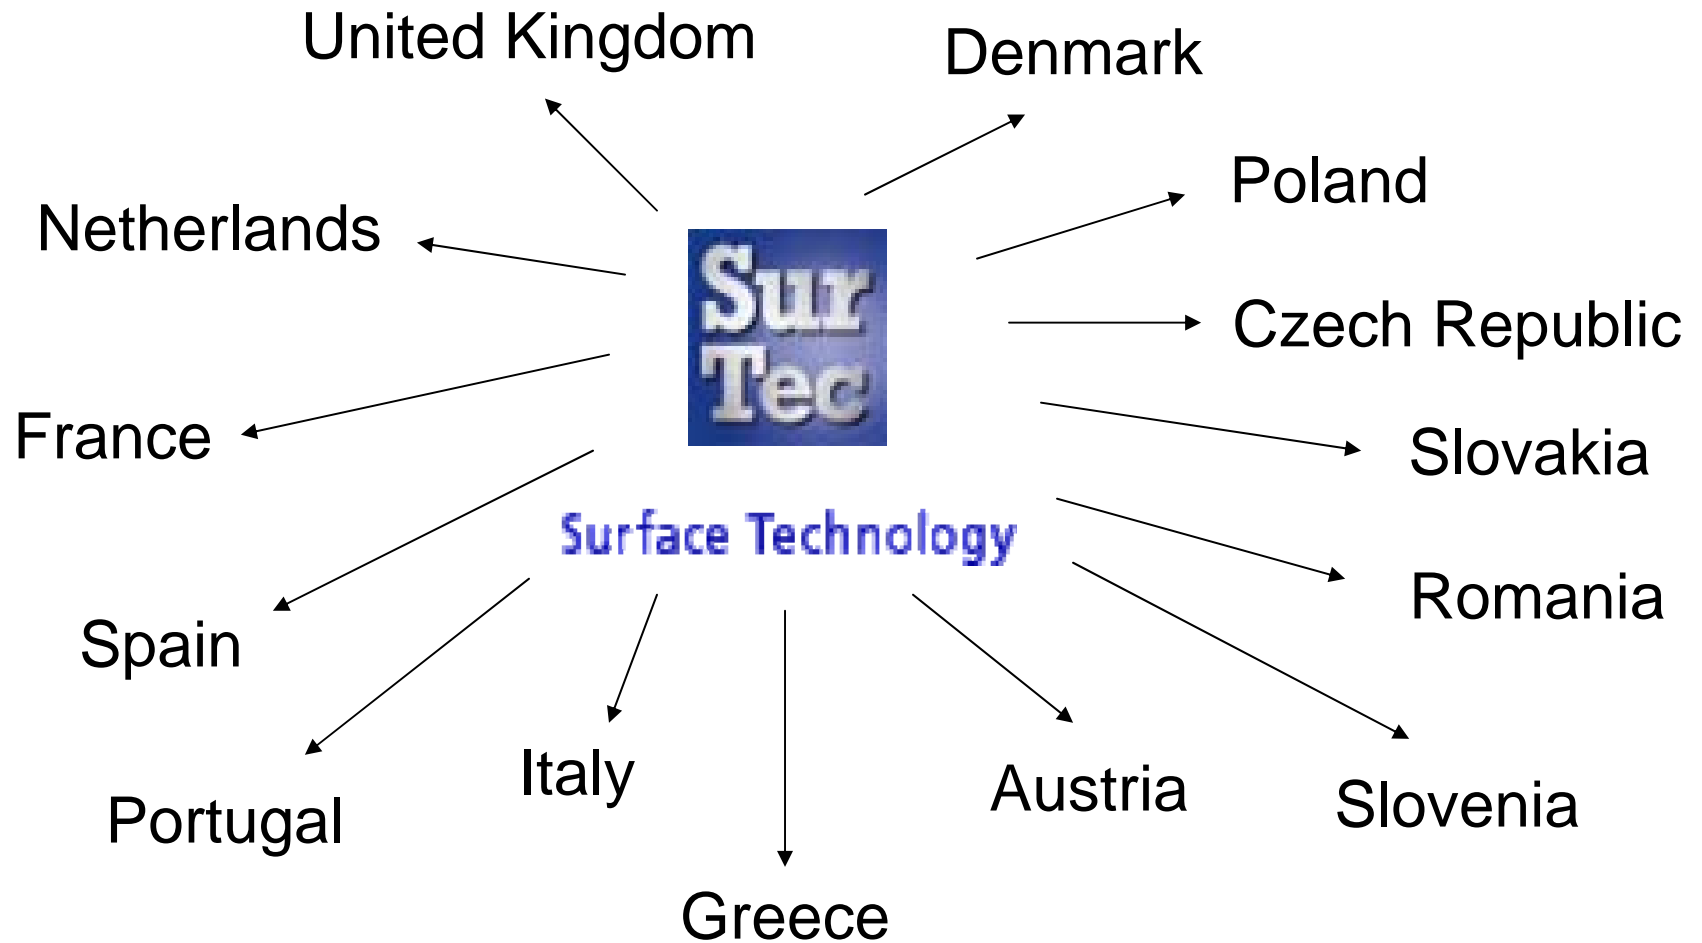 United Kingdom
Denmark
Poland
Netherlands
Sur
Tec
Czech Republic
France
Slovakia
Surface Technology
Romania
Spain
Italy
Austria
Slovenia
Portugal
Greece